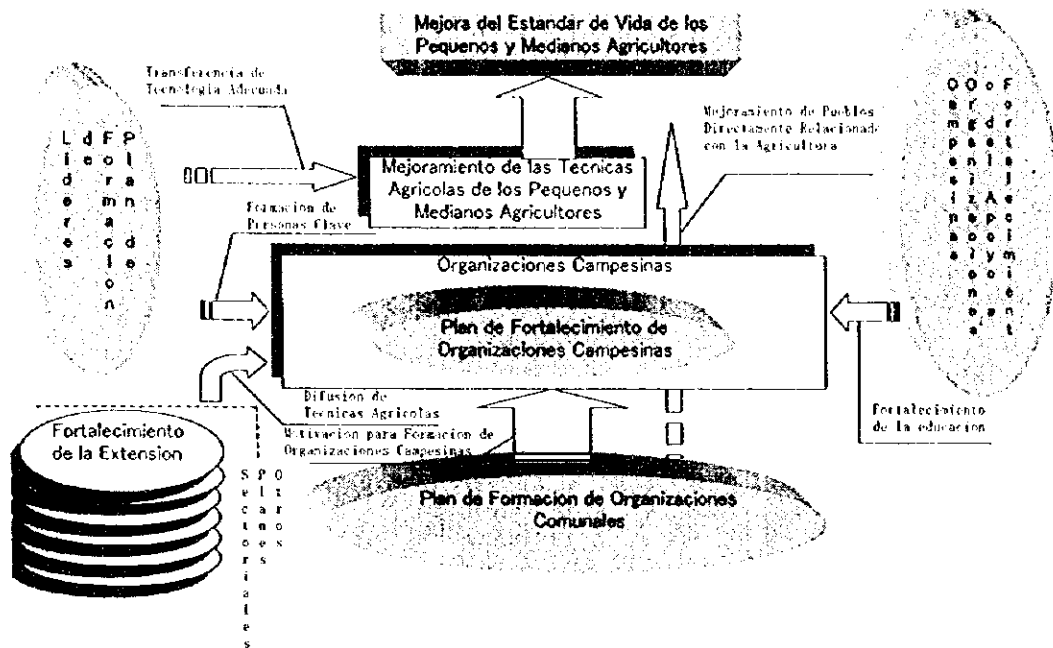 Mejora del Estandar de Vida de los
Pequenos y Medianos Agricultores
Transferencia de
Tecnologia Adecuada
Mejoramiento de Pueblos
Directamente Relacionado
con la Agricultura
Plan de
Formacion
de
Lideres
Fortalecimient
o del Apoyo a
Campesinas
Mejoramiento de las Tecnicas
Agricolas de los Pequenos y
Medianos Agricultores
Formacion de
Personas Clave
Organizaciones Campesinas
Plan de Fortalecimiento de
Organizaciones Campesinas
Difusion de
Tecnicas Agricolas
Motivacion para Formacion de
Organizaciones Campesinas
Fortalecimiento
de la educacion
Fortalecimiento
de la Extension
Otros
Planes
Sectoriales
Plan de Formacion de Organizaciones
Comunales